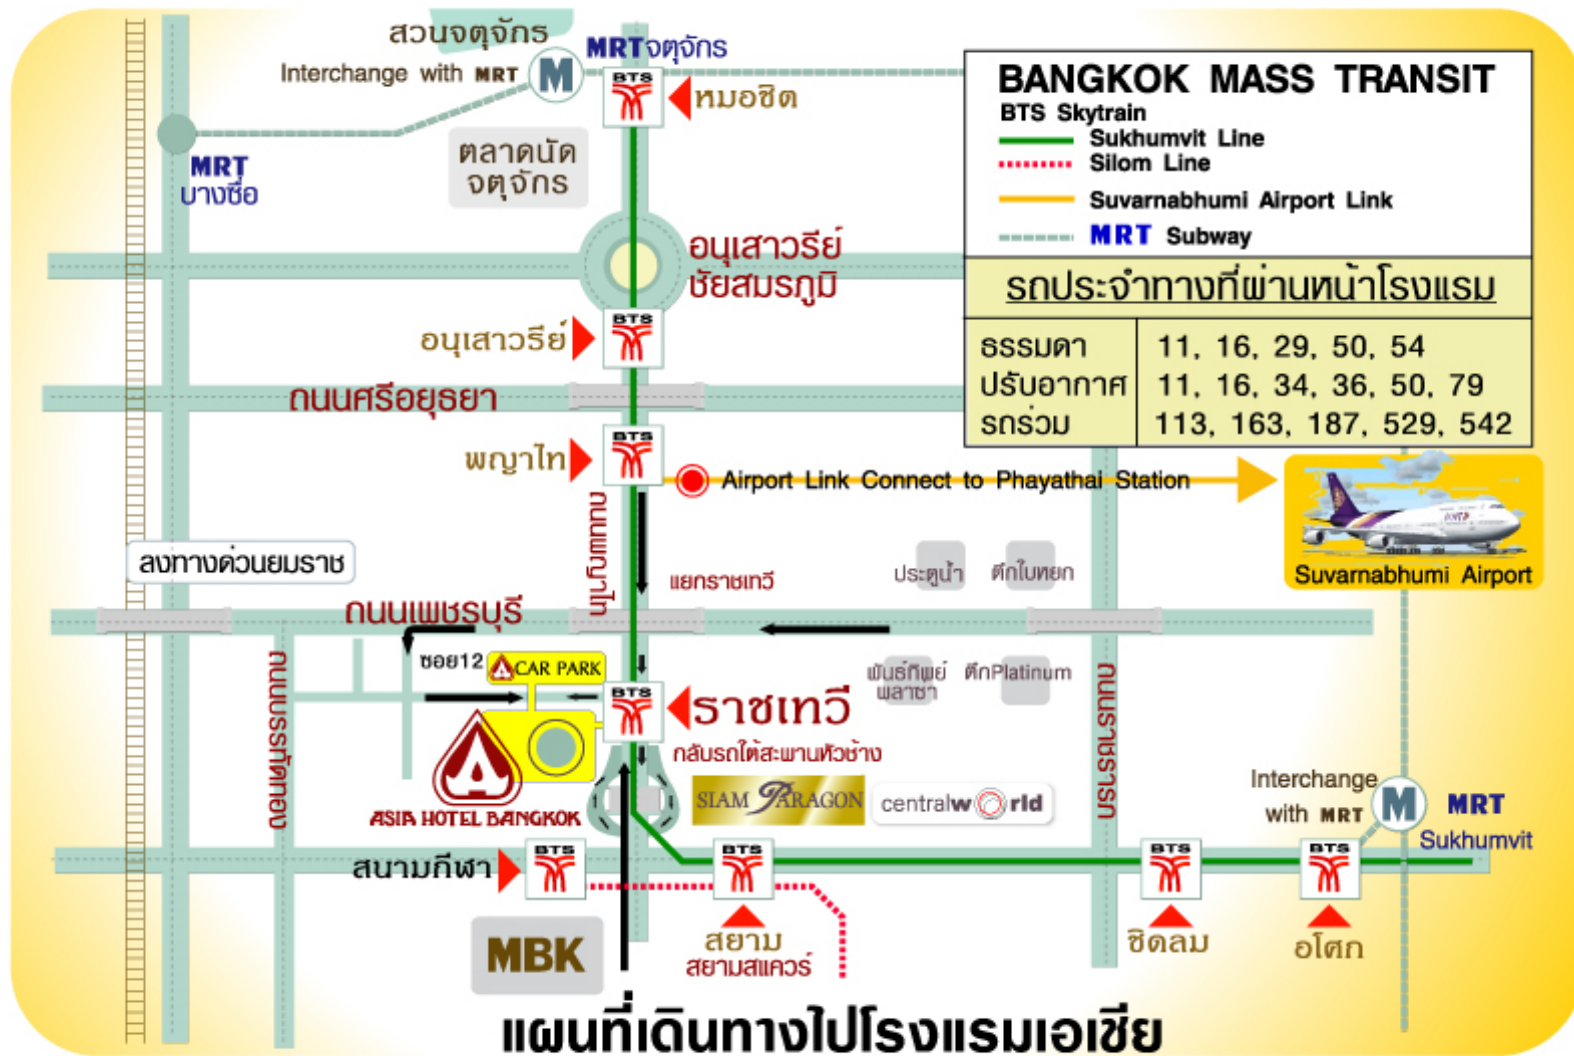 สวนจตุจักร
Interchange with MRT
M
MRTจตุจักร
BTS
หมอชิต
MRT
บางซื่อ
ตลาดนัด
จตุจักร
BANGKOK MASS TRANSIT
BTS Skytrain
Sukhumvit Line
Silom Line
Suvarnabhumi Airport Link
MRT Subway
รถประจำทางที่ผ่านหน้าโรงแรม
ธรรมดา 11, 16, 29, 50, 54
ปรับอากาศ 11, 16, 34, 36, 50, 79
รถร่วม 113, 163, 187, 529, 542
อนุเสาวรีย์
ชัยสมรภูมิ
อนุเสาวรีย์
BTS
ถนนศรีอยุธยา
พญาไท
BTS
Airport Link Connect to Phayathai Station
Suvarnabhumi Airport
ถนนพญาไท
ลงทางด่วนยมราช
แยกราชเทวี
ประตูน้ำ
ตึกใบหยก
ถนนเพชรบุรี
ซอย12
CAR PARK
BTS
ราชเทวี
กลับรถใต้สะพานหัวช้าง
พันธ์ทิพย์
พลาซา
ตึกPlatinum
ถนนบรรทัดทอง
ถนนราชปรารภ
ASIA HOTEL BANGKOK
SIAM PARAGON
centralworld
Interchange
with MRT
M
MRT
Sukhumvit
สนามกีฬา
BTS
BTS
BTS
BTS
MBK
สยาม
สยามสแควร์
ชิดลม
อโศก
แผนที่เดินทางไปโรงแรมเอเชีย